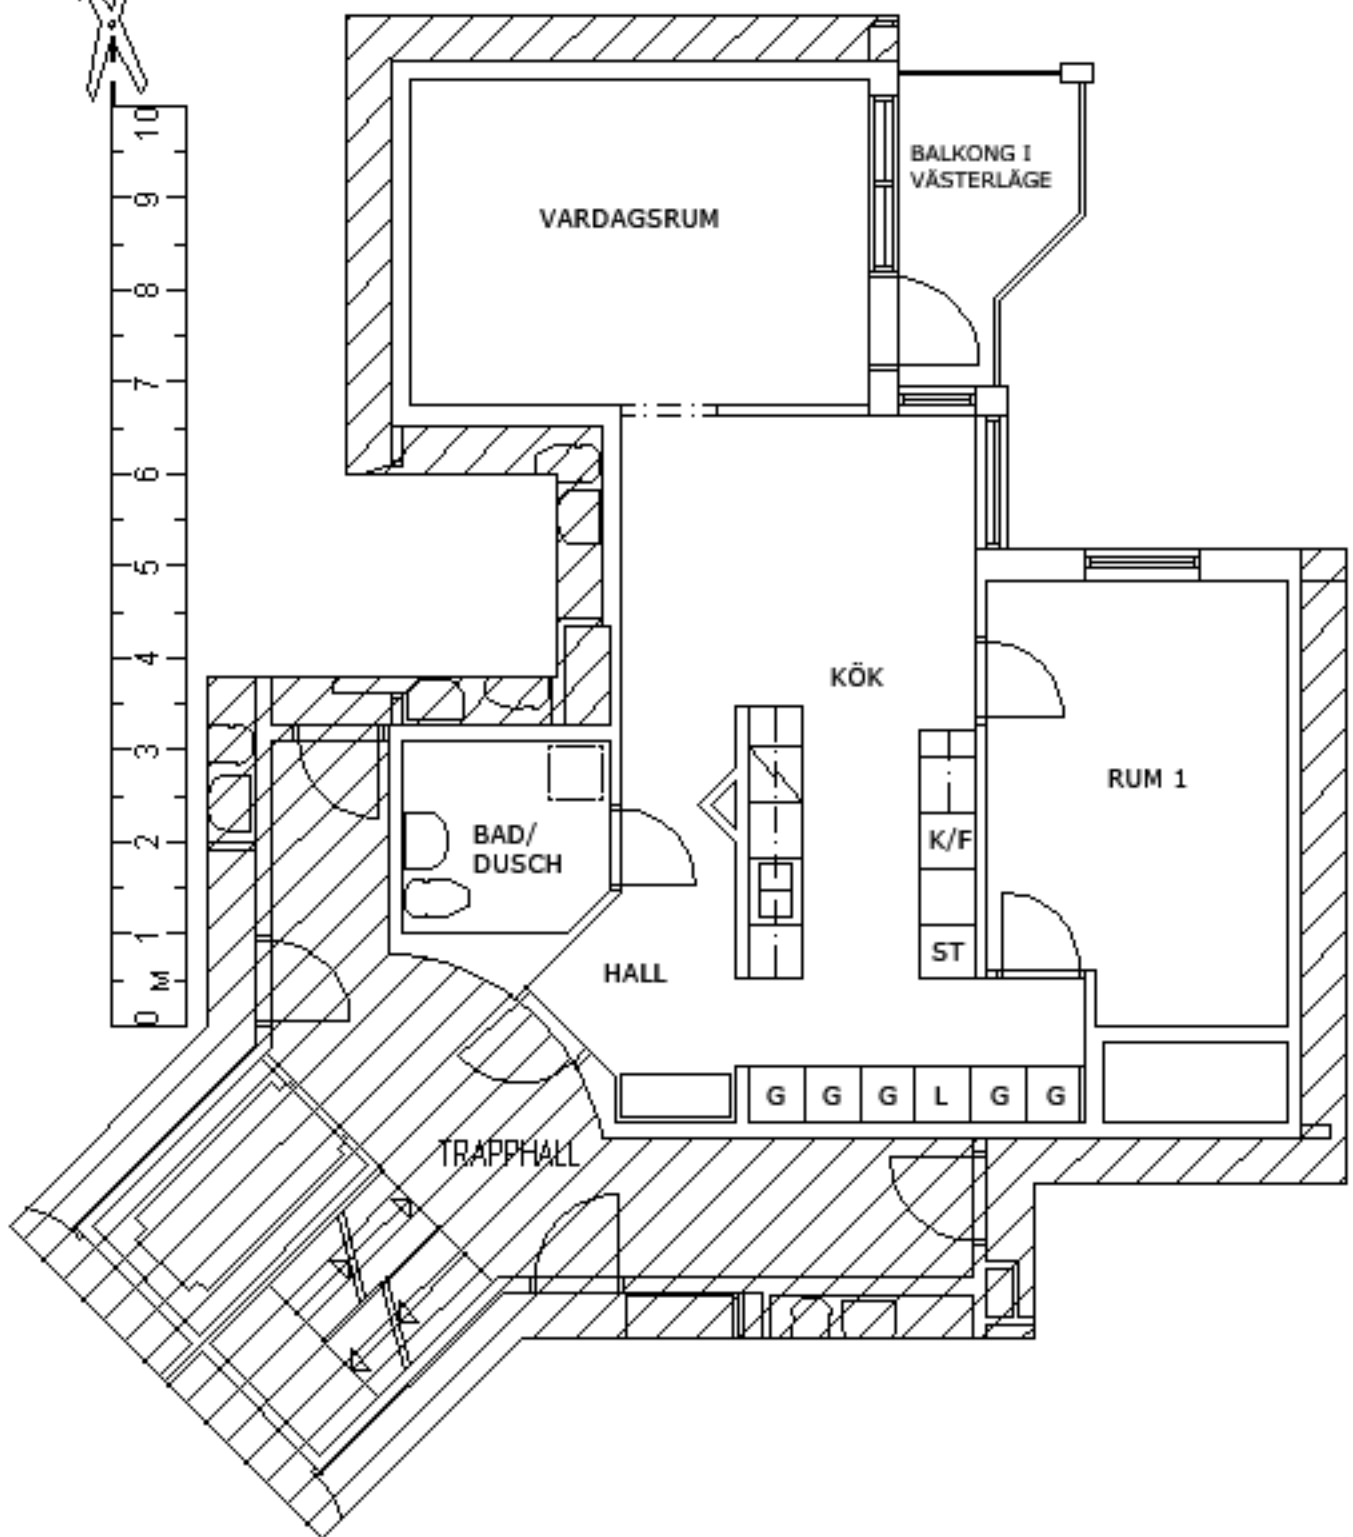 10
9
8
7
6
5
4
3
2
1
M
0
VARDAGSRUM
BALKONG I
VÄSTERLÄGE
KÖK
RUM 1
BAD/
DUSCH
K/F
ST
HALL
G G G L G G
TRAPPHALL